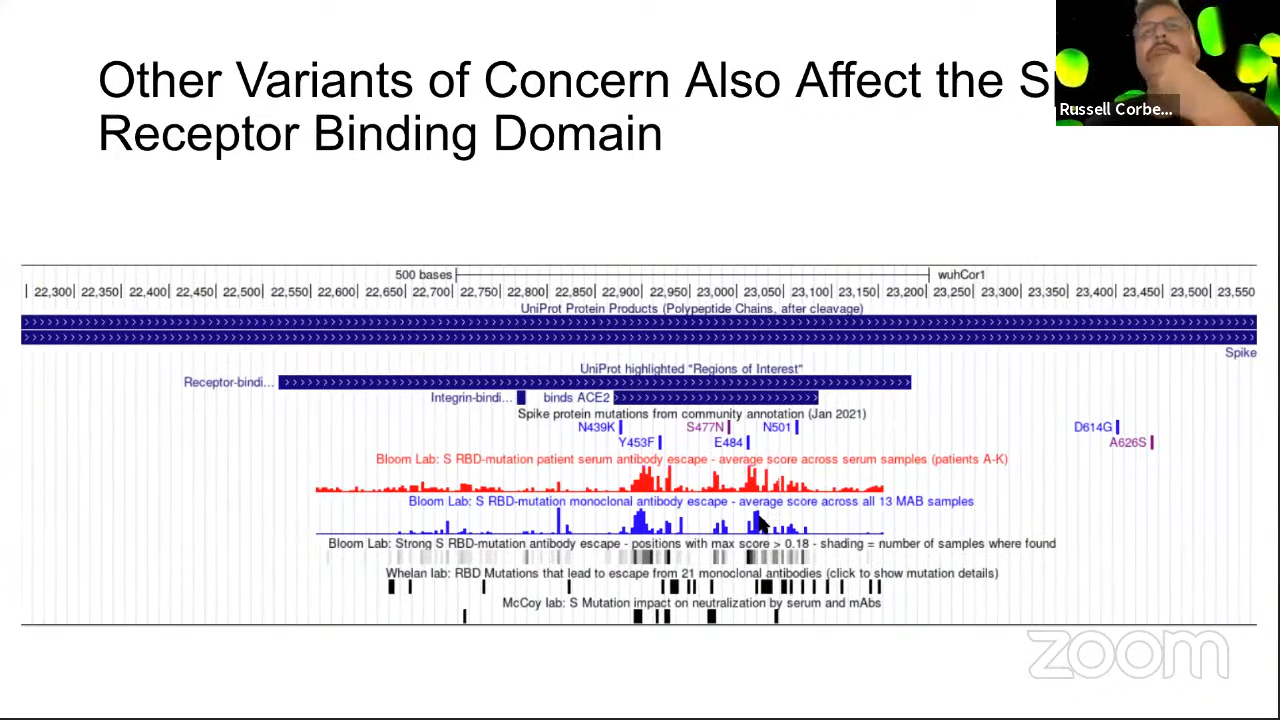 Other Variants of Concern Also Affect the S
Receptor Binding Domain
Russell Corbe...
500 bases wuhCor1
22,300 22,350 22,400 22,450 22,500 22,550 22,600 22,650 22,700 22,750 22,800 22,850 22,900 22,950 23,000 23,050 23,100 23,150 23,200 23,250 23,300 23,350 23,400 23,450 23,500 23,550
UniProt Protein Products (Polypeptide Chains, after cleavage)
Spike
UniProt highlighted "Regions of Interest"
Receptor-bindi...
Integrin-bindi... binds ACE2
Spike protein mutations from community annotation (Jan 2021)
N439K S477N N501 D614G
Y453F E484 A626S
Bloom Lab: S RBD-mutation patient serum antibody escape - average score across serum samples (patients A-K)
Bloom Lab: S RBD-mutation monoclonal antibody escape - average score across all 13 MAB samples
Bloom Lab: Strong S RBD-mutation antibody escape - positions with max score > 0.18 - shading = number of samples where found
Whelan lab: RBD Mutations that lead to escape from 21 monoclonal antibodies (click to show mutation details)
McCoy lab: S Mutation impact on neutralization by serum and mAbs
zoom